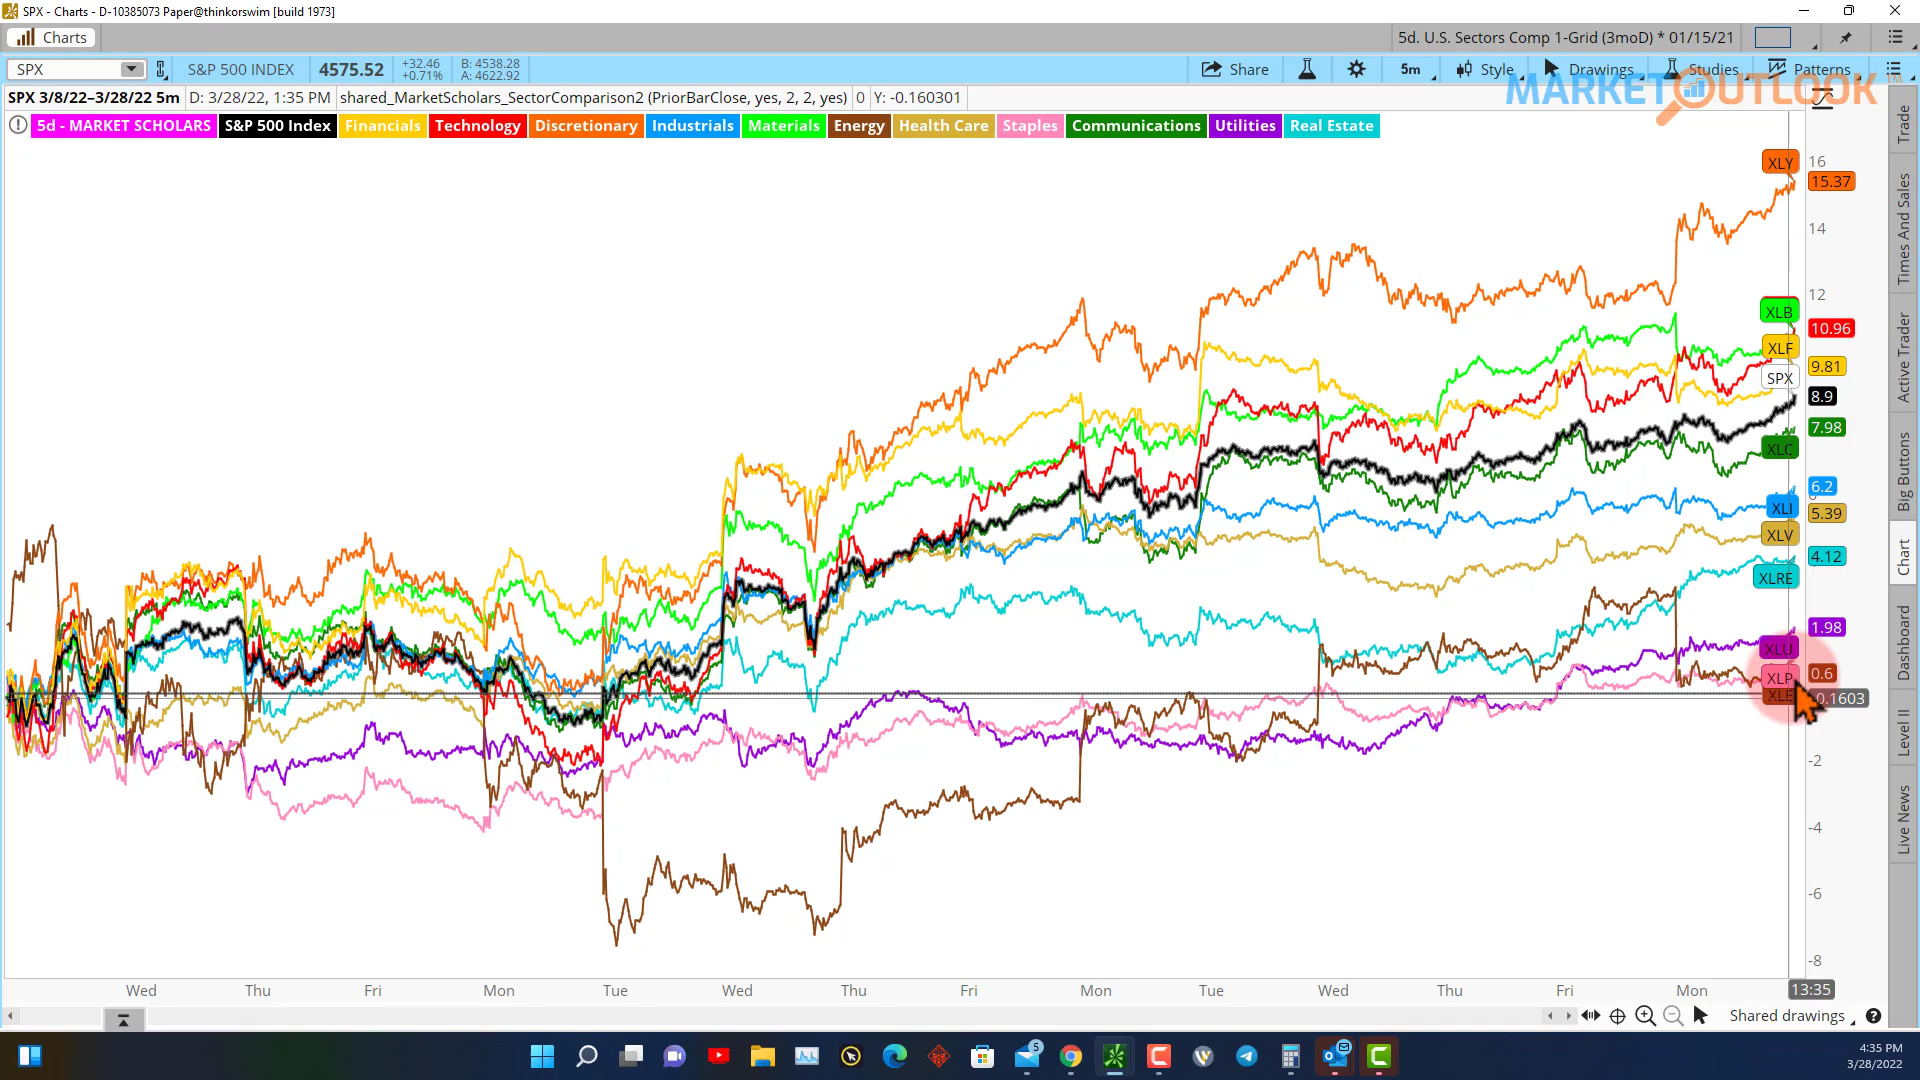 SPX - Charts - D-10385073 Paper@thinkorswim [build 1973]
Charts
5d. U.S. Sectors Comp 1-Grid (3moD) * 01/15/21
SPX
S&P 500 INDEX
4575.52
+32.46
+0.71%
B: 4538.28
A: 4622.92
Share
5m
Style
Drawings
Studies
Patterns
MARKETOUTLOOK
SPX 3/8/22–3/28/22 5m
D: 3/28/22, 1:35 PM
shared_MarketScholars_SectorComparison2 (PriorBarClose, yes, 2, 2, yes)
0
Y: -0.160301
5d - MARKET SCHOLARS
S&P 500 Index
Financials
Technology
Discretionary
Industrials
Materials
Energy
Health Care
Staples
Communications
Utilities
Real Estate
XLY
16
15.37
14
12
XLB
10.96
XLF
9.81
SPX
8.9
7.98
XLC
6.2
XLI
5.39
XLV
4.12
XLRE
1.98
XLU
0.6
XLP
XLE
0.1603
-2
-4
-6
-8
Wed
Thu
Fri
Mon
Tue
Wed
Thu
Fri
Mon
Tue
Wed
Thu
Fri
Mon
13:35
Shared drawings
Trade
Times And Sales
Active Trader
Big Buttons
Chart
Dashboard
Level II
Live News
5
4:35 PM
3/28/2022